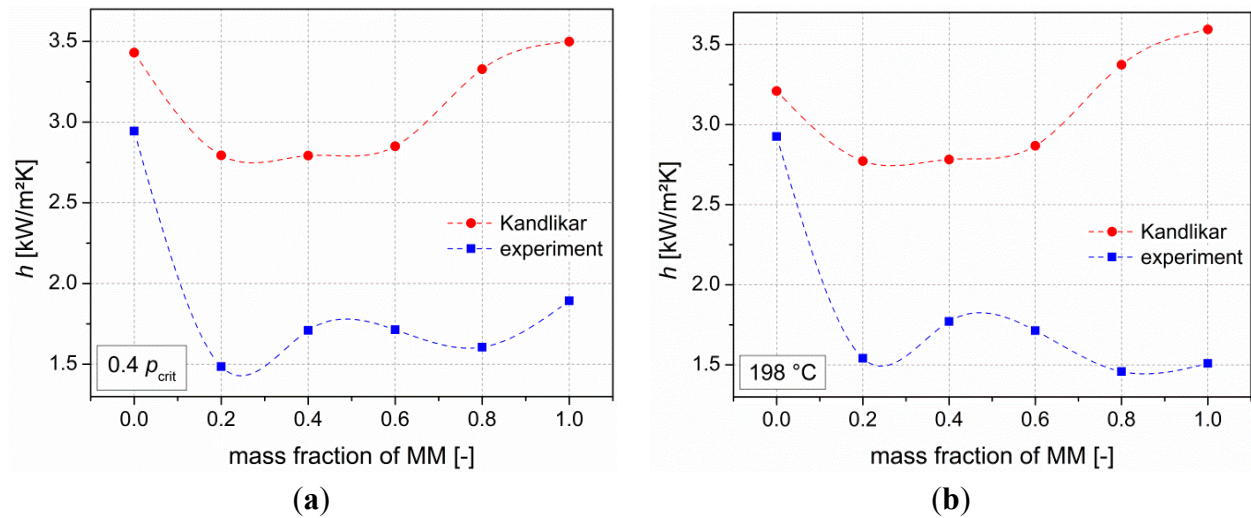 3.5
3.0
2.5
2.0
1.5
h [kW/m²K]
Kandlikar
experiment
0.4 p_crit
0.0 0.2 0.4 0.6 0.8 1.0
mass fraction of MM [-]
(a)
3.5
3.0
2.5
2.0
1.5
h [kW/m²K]
Kandlikar
experiment
198 °C
0.0 0.2 0.4 0.6 0.8 1.0
mass fraction of MM [-]
(b)